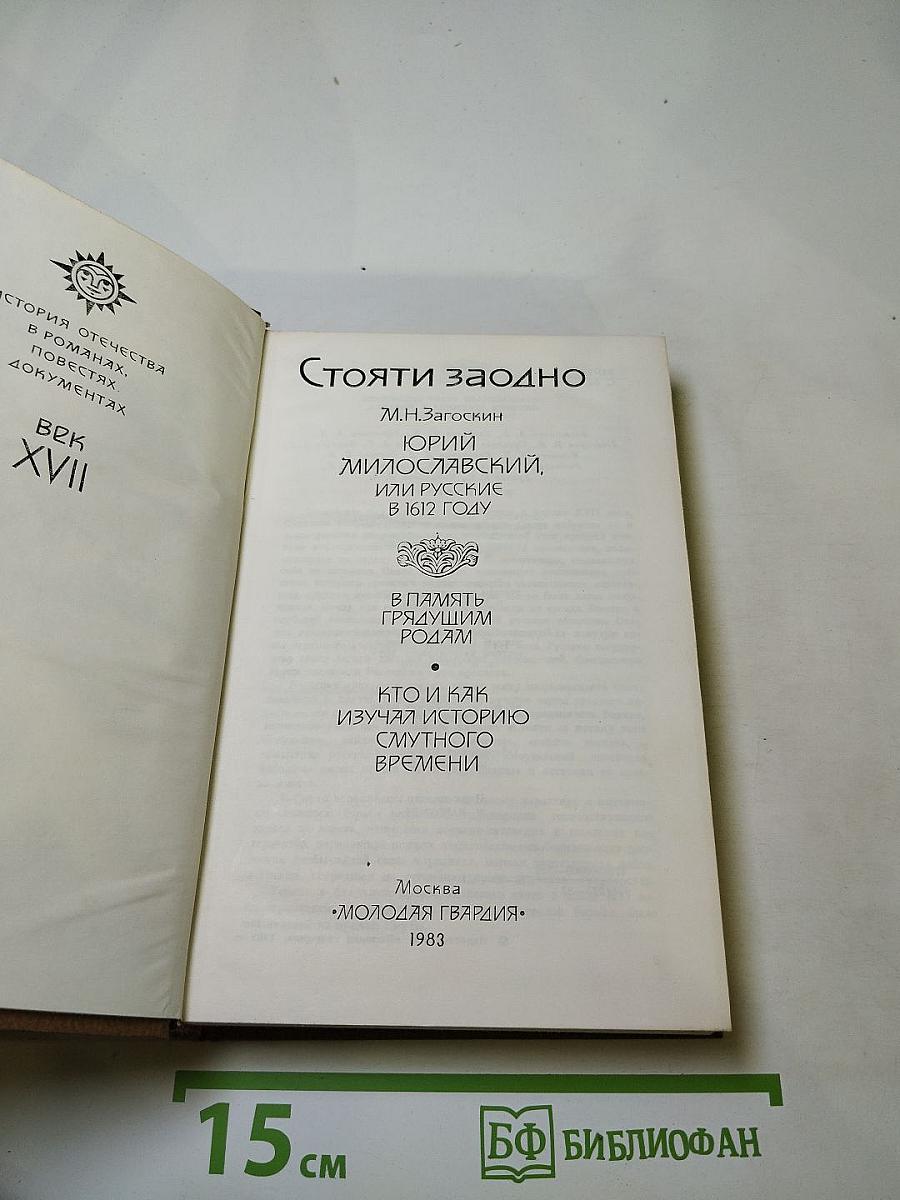 ИСТОРИЯ ОТЕЧЕСТВА
В РОМАНАХ,
ПОВЕСТЯХ,
ДОКУМЕНТАХ
ВЕК
XVII
Стояти заодно
М.Н.Загоскин
ЮРИЙ
МИЛОСЛАВСКИЙ,
ИЛИ РУССКИЕ
В 1612 ГОДУ
В ПАМЯТЬ
ГРЯДУЩИМ
РОДАМ
•
КТО И КАК
ИЗУЧАЛ ИСТОРИЮ
СМУТНОГО
ВРЕМЕНИ
Москва
•МОЛОДАЯ ГВАРДИЯ•
1983
15 см
БФ БИБЛИОФАН